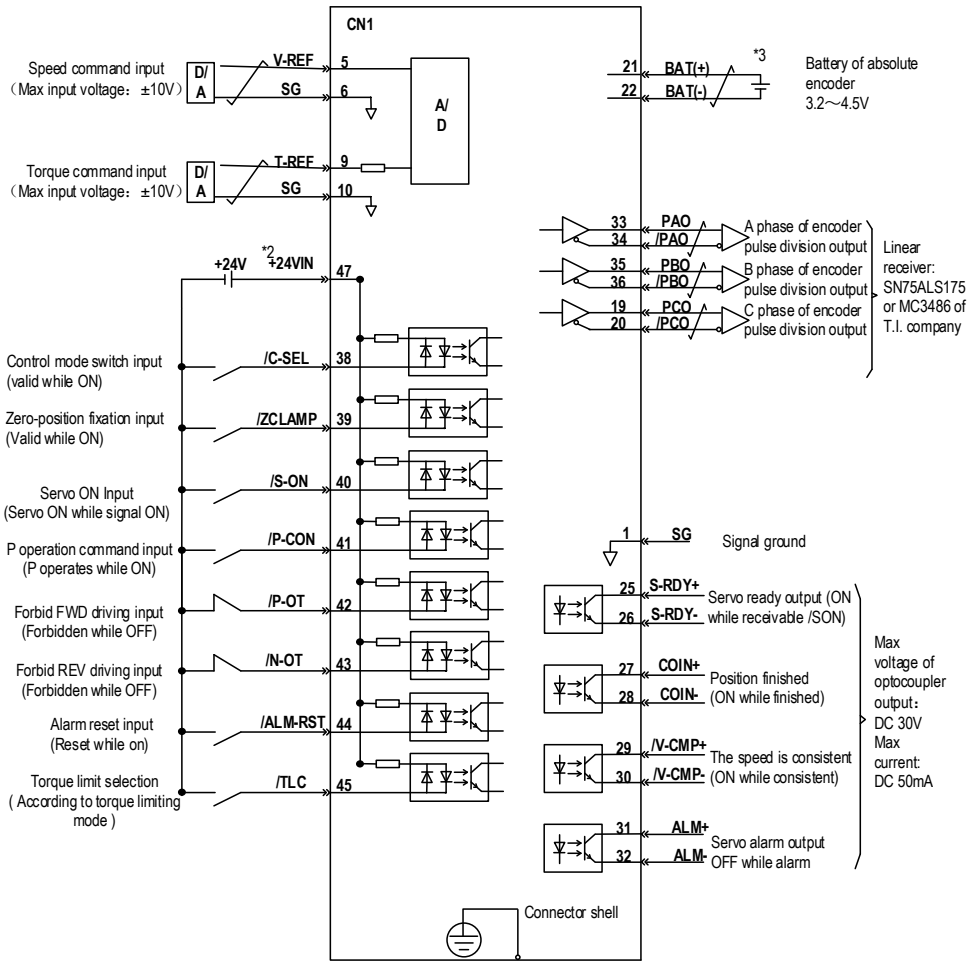 CN1
Speed command input
（Max input voltage：±10V）
D/
A
V-REF
5
SG
6
A/
D
Torque command input
（Max input voltage：±10V）
D/
A
T-REF
9
SG
10
+24V
*2
+24VIN
47
Control mode switch input
(valid while ON)
/C-SEL
38
Zero-position fixation input
(Valid while ON)
/ZCLAMP
39
Servo ON Input
(Servo ON while signal ON)
/S-ON
40
P operation command input
(P operates while ON)
/P-CON
41
Forbid FWD driving input
(Forbidden while OFF)
/P-OT
42
Forbid REV driving input
(Forbidden while OFF)
/N-OT
43
Alarm reset input
(Reset while on)
/ALM-RST
44
Torque limit selection
( According to torque limiting
mode )
/TLC
45
21
BAT(+)
22
BAT(-)
*3
Battery of absolute
encoder
3.2～4.5V
33
PAO
34
/PAO
A phase of encoder
pulse division output
35
PBO
36
/PBO
B phase of encoder
pulse division output
19
PCO
20
/PCO
C phase of encoder
pulse division output
Linear
receiver:
SN75ALS175
or MC3486 of
T.I. company
1
SG
Signal ground
25
S-RDY+
26
S-RDY-
Servo ready output (ON
while receivable /SON)
27
COIN+
28
COIN-
Position finished
(ON while finished)
29
/V-CMP+
30
/V-CMP-
The speed is consistent
(ON while consistent)
31
ALM+
32
ALM-
Servo alarm output
OFF while alarm
Max
voltage of
optocoupler
output：
DC 30V
Max
current:
DC 50mA
Connector shell